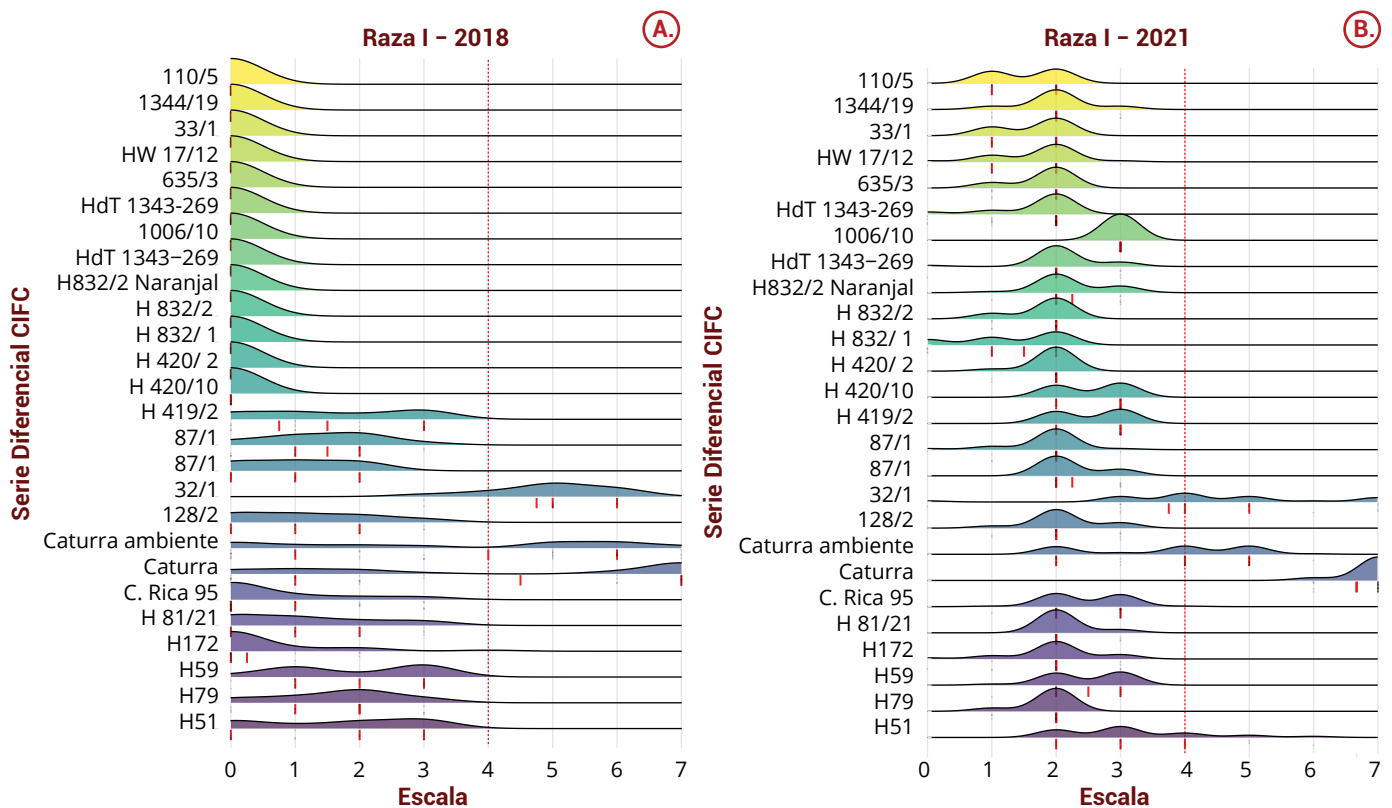 Raza I – 2018
A.
Serie Diferencial CIFC
110/5
1344/19
33/1
HW 17/12
635/3
HdT 1343-269
1006/10
HdT 1343–269
H832/2 Naranjal
H 832/2
H 832/ 1
H 420/ 2
H 420/10
H 419/2
87/1
87/1
32/1
128/2
Caturra ambiente
Caturra
C. Rica 95
H 81/21
H172
H59
H79
H51
0 1 2 3 4 5 6 7
Escala
Raza I – 2021
B.
Serie Diferencial CIFC
110/5
1344/19
33/1
HW 17/12
635/3
HdT 1343-269
1006/10
HdT 1343–269
H832/2 Naranjal
H 832/2
H 832/ 1
H 420/ 2
H 420/10
H 419/2
87/1
87/1
32/1
128/2
Caturra ambiente
Caturra
C. Rica 95
H 81/21
H172
H59
H79
H51
0 1 2 3 4 5 6 7
Escala